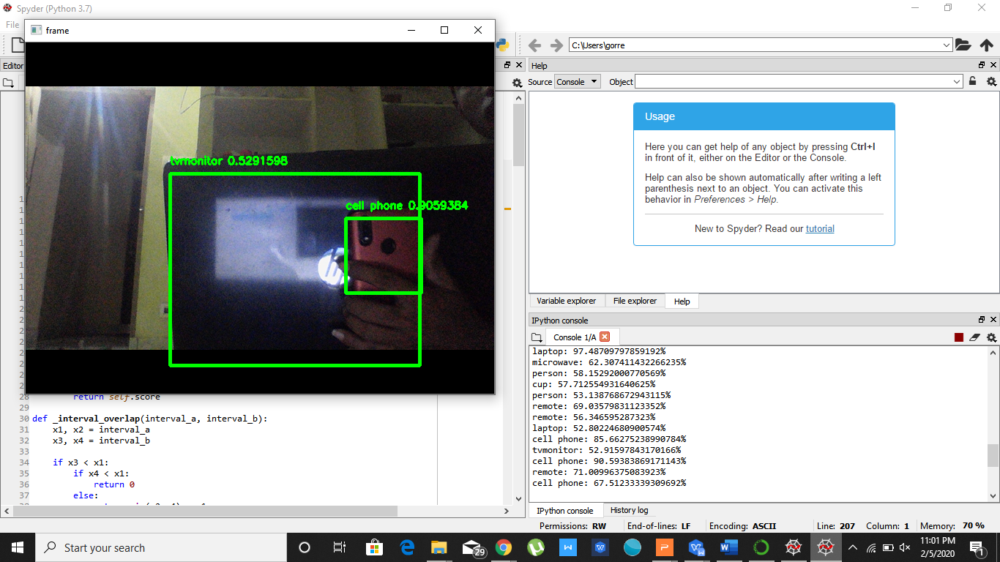 Spyder (Python 3.7)
File
frame
C:\Users\gorre
Editor
Help
Source Console Object
tvmonitor 0.5291598
cell phone 0.9059384
hp
Usage
Here you can get help of any object by pressing Ctrl+I
in front of it, either on the Editor or the Console.
Help can also be shown automatically after writing a left
parenthesis next to an object. You can activate this
behavior in Preferences > Help.
New to Spyder? Read our tutorial
Variable explorer File explorer Help
28 return self.score
29
30 def _interval_overlap(interval_a, interval_b):
31 x1, x2 = interval_a
32 x3, x4 = interval_b
33
34 if x3 < x1:
35 if x4 < x1:
36 return 0
37 else:
IPython console
Console 1/A
laptop: 97.48709797859192%
microwave: 62.307411432266235%
person: 58.15292000770569%
cup: 57.712554931640625%
person: 53.138768672943115%
remote: 69.03579831123352%
remote: 56.346595287323%
laptop: 52.80224680900574%
cell phone: 85.66275238990784%
tvmonitor: 52.91597843170166%
cell phone: 90.59383869171143%
remote: 71.00996375083923%
cell phone: 67.51233339309692%
IPython console History log
Permissions: RW End-of-lines: LF Encoding: ASCII Line: 207 Column: 1 Memory: 70 %
Type your search
29
11:01 PM
2/5/2020
1